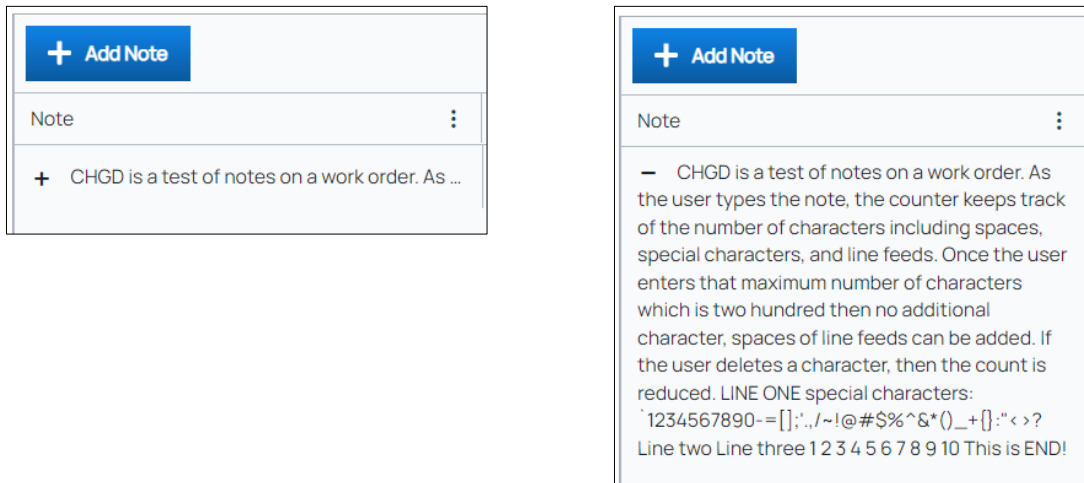 + Add Note
Note
+ CHGD is a test of notes on a work order. As ...
+ Add Note
Note
− CHGD is a test of notes on a work order. As
the user types the note, the counter keeps track
of the number of characters including spaces,
special characters, and line feeds. Once the user
enters that maximum number of characters
which is two hundred then no additional
character, spaces of line feeds can be added. If
the user deletes a character, then the count is
reduced. LINE ONE special characters:
`1234567890-=[];'.,/~!@#$%^&*()_+{}:"<>?
Line two Line three 1 2 3 4 5 6 7 8 9 10 This is END!